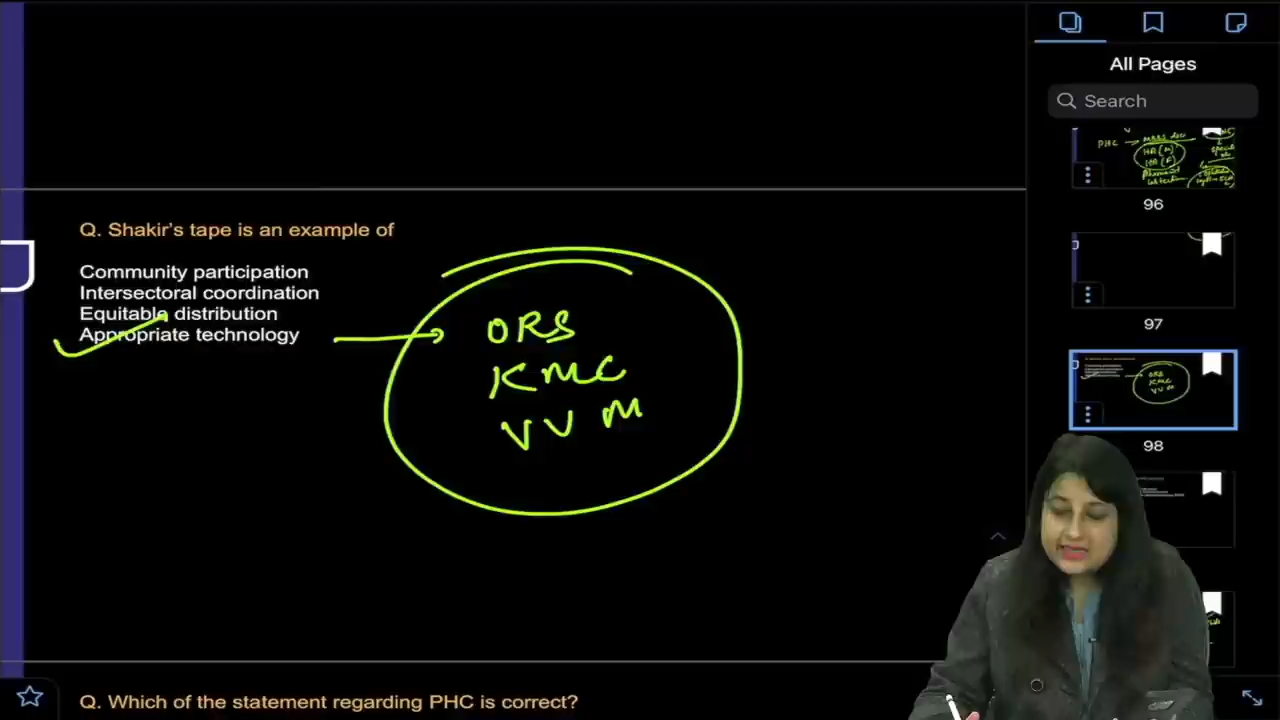 Q. Shakir's tape is an example of
Community participation
Intersectoral coordination
Equitable distribution
Appropriate technology
ORS
KMC
VVM
Q. Which of the statement regarding PHC is correct?
All Pages
Search
PHC
96
97
98